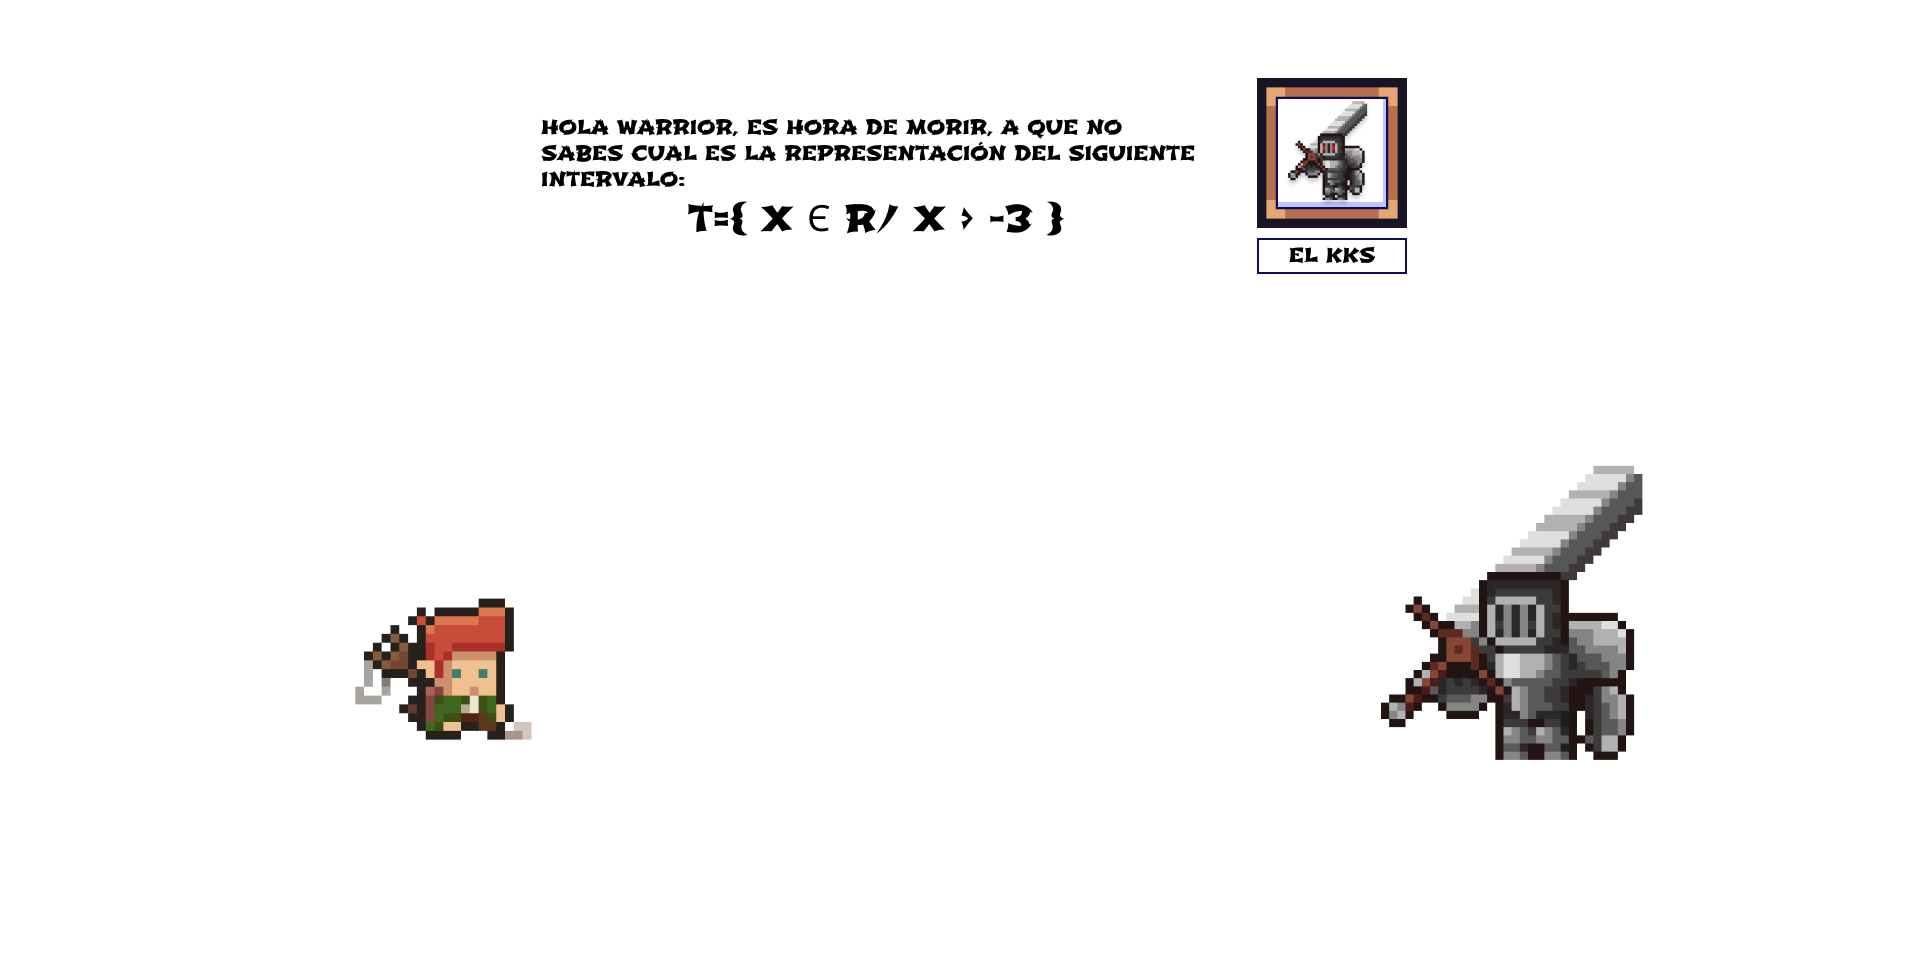 HOLA WARRIOR, ES HORA DE MORIR, A QUE NO
SABES CUAL ES LA REPRESENTACIÓN DEL SIGUIENTE
INTERVALO:
T={ X ∈ R/ X > -3 }
EL KKS